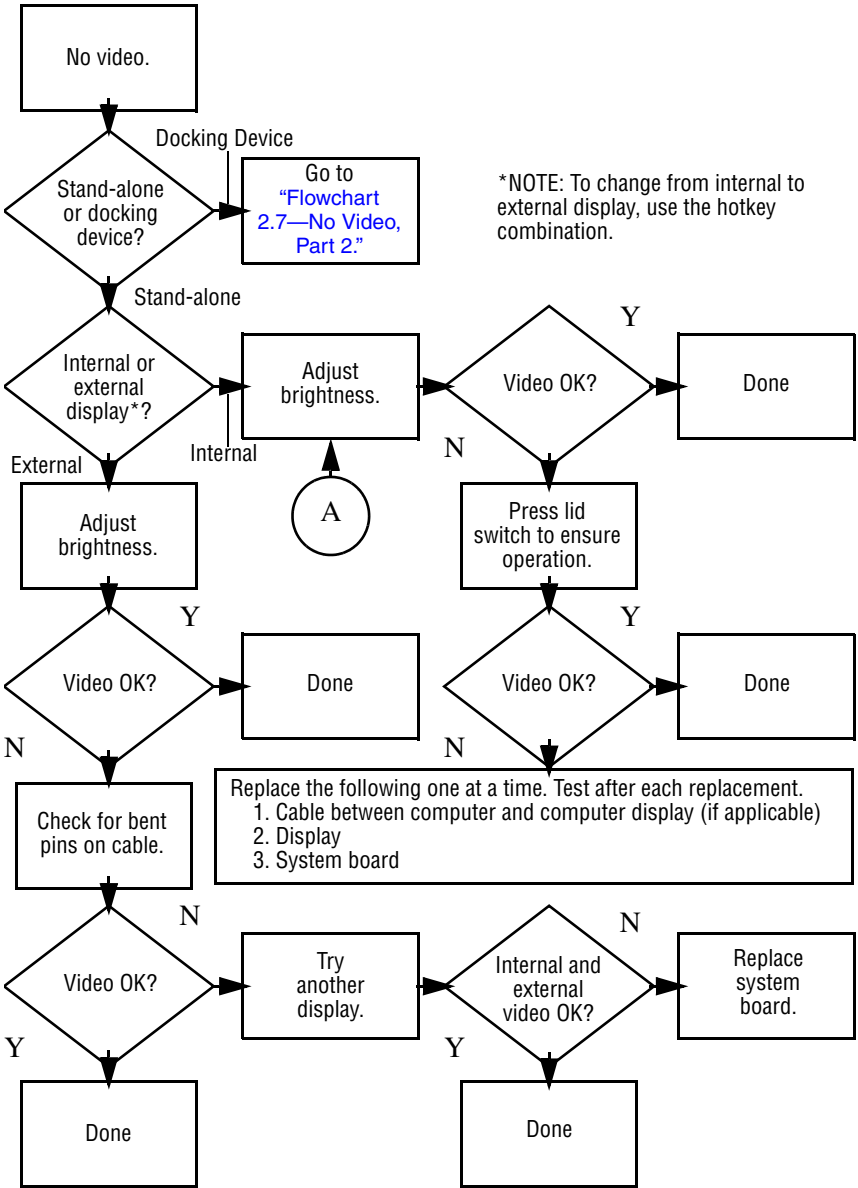 No video.
Docking Device
Stand-alone
or docking
device?
Go to
“Flowchart
2.7—No Video,
Part 2.”
*NOTE: To change from internal to
external display, use the hotkey
combination.
Stand-alone
Internal or
external
display*?
Adjust
brightness.
Video OK?
Y
Done
N
Internal
External
A
Adjust
brightness.
Press lid
switch to ensure
operation.
Y
Video OK?
Done
Y
Video OK?
Done
N
N
Replace the following one at a time. Test after each replacement.
1. Cable between computer and computer display (if applicable)
2. Display
3. System board
Check for bent
pins on cable.
N
Video OK?
Try
another
display.
Internal and
external
video OK?
N
Replace
system
board.
Y
Y
Done
Done